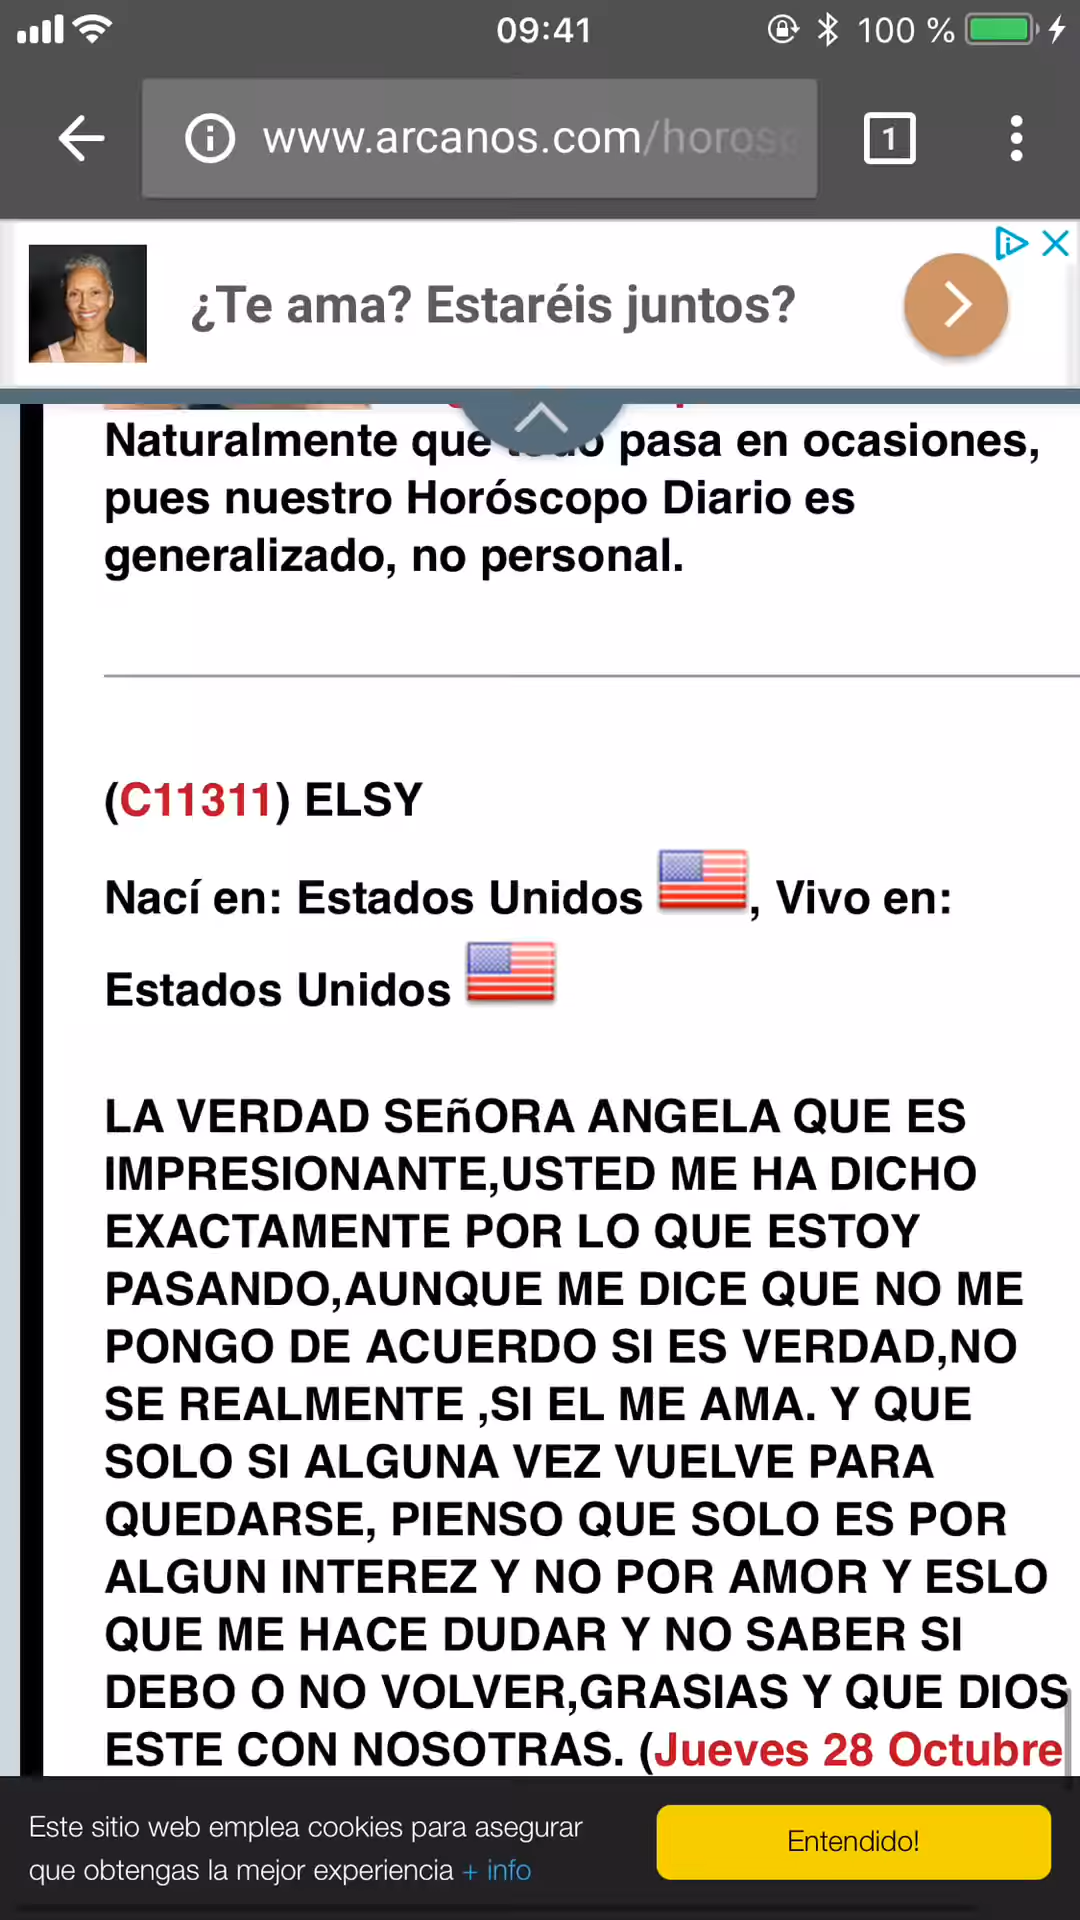 09:41
100 %
www.arcanos.com/horosc
1
¿Te ama? Estaréis juntos?
Naturalmente que pasa en ocasiones,
pues nuestro Horóscopo Diario es
generalizado, no personal.
(C11311) ELSY
Nací en: Estados Unidos , Vivo en:
Estados Unidos
LA VERDAD SEñORA ANGELA QUE ES
IMPRESIONANTE,USTED ME HA DICHO
EXACTAMENTE POR LO QUE ESTOY
PASANDO,AUNQUE ME DICE QUE NO ME
PONGO DE ACUERDO SI ES VERDAD,NO
SE REALMENTE ,SI EL ME AMA. Y QUE
SOLO SI ALGUNA VEZ VUELVE PARA
QUEDARSE, PIENSO QUE SOLO ES POR
ALGUN INTEREZ Y NO POR AMOR Y ESLO
QUE ME HACE DUDAR Y NO SABER SI
DEBO O NO VOLVER,GRASIAS Y QUE DIOS
ESTE CON NOSOTRAS. (Jueves 28 Octubre
Este sitio web emplea cookies para asegurar
que obtengas la mejor experiencia + info
Entendido!